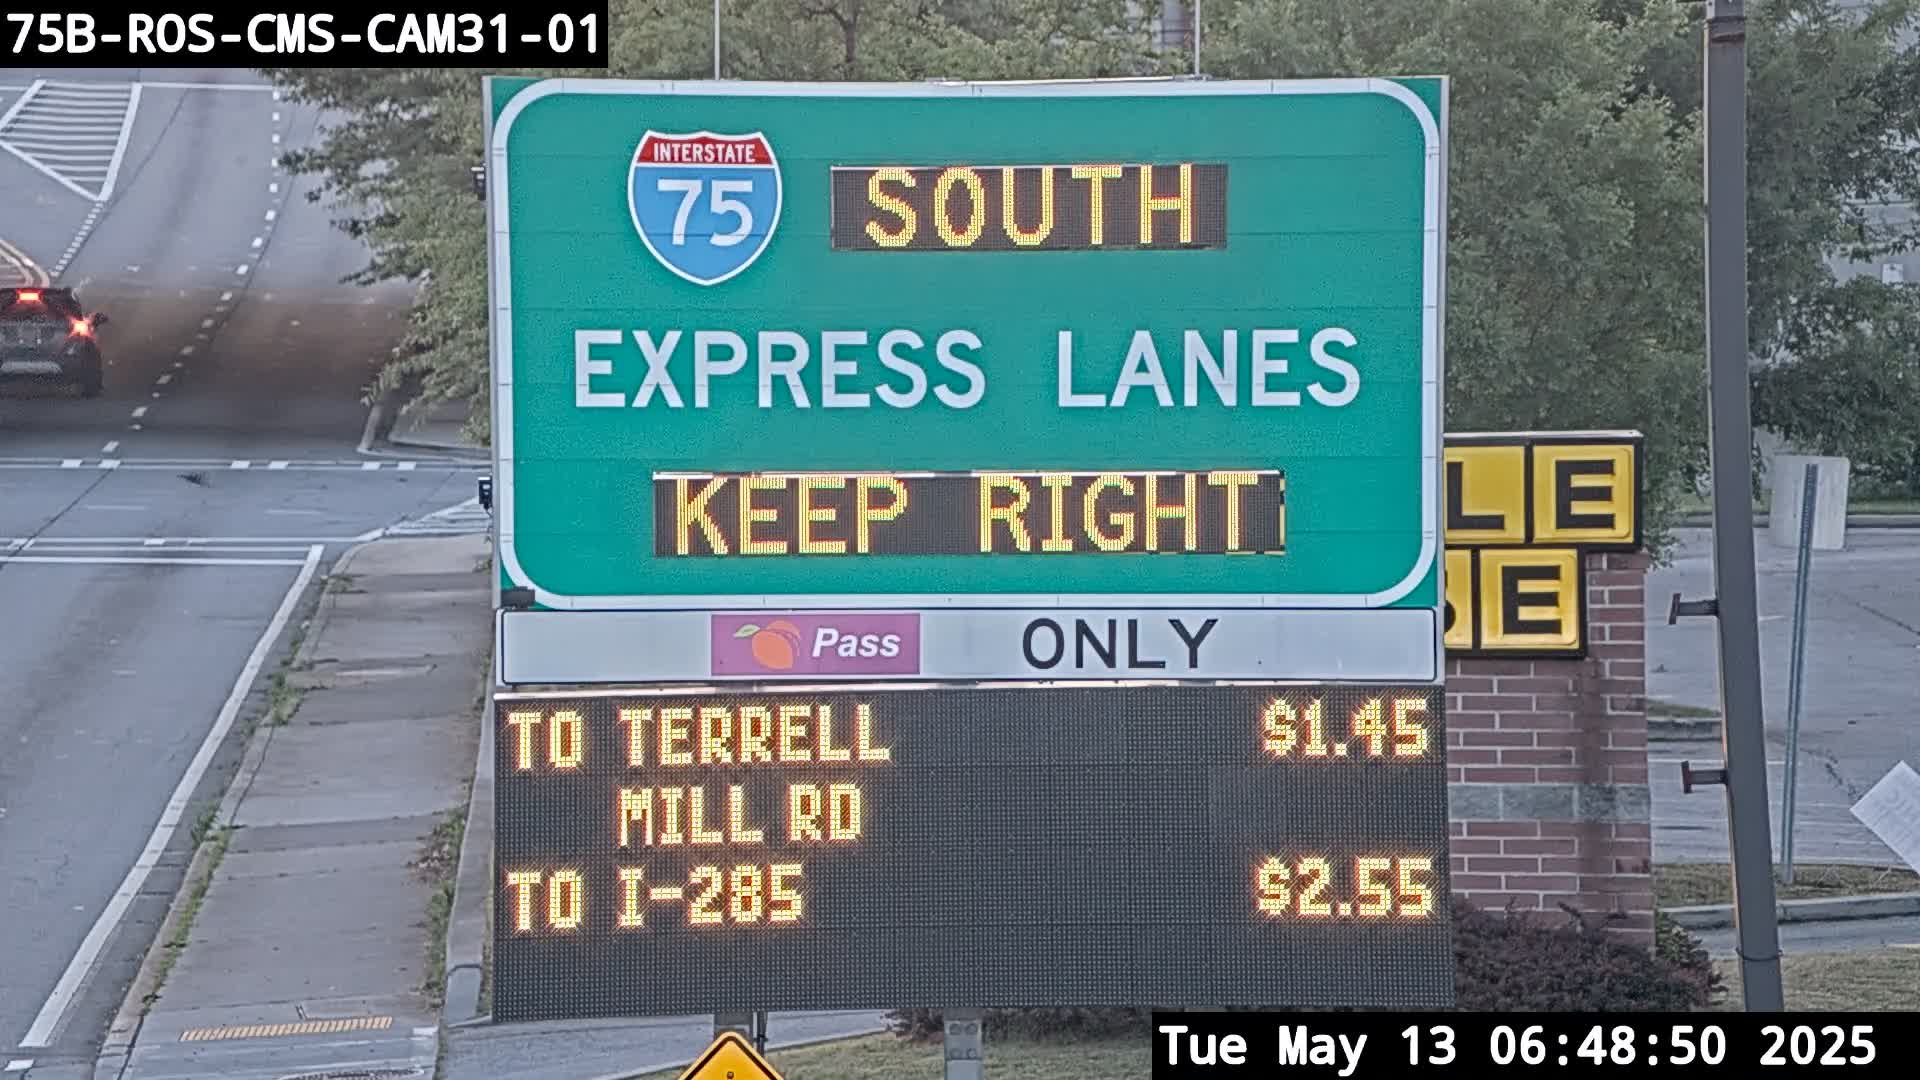 75B-ROS-CMS-CAM31-01
INTERSTATE
75
SOUTH
EXPRESS LANES
KEEP RIGHT
Pass ONLY
TO TERRELL $1.45
MILL RD
TO I-285 $2.55
LE
E
Tue May 13 06:48:50 2025